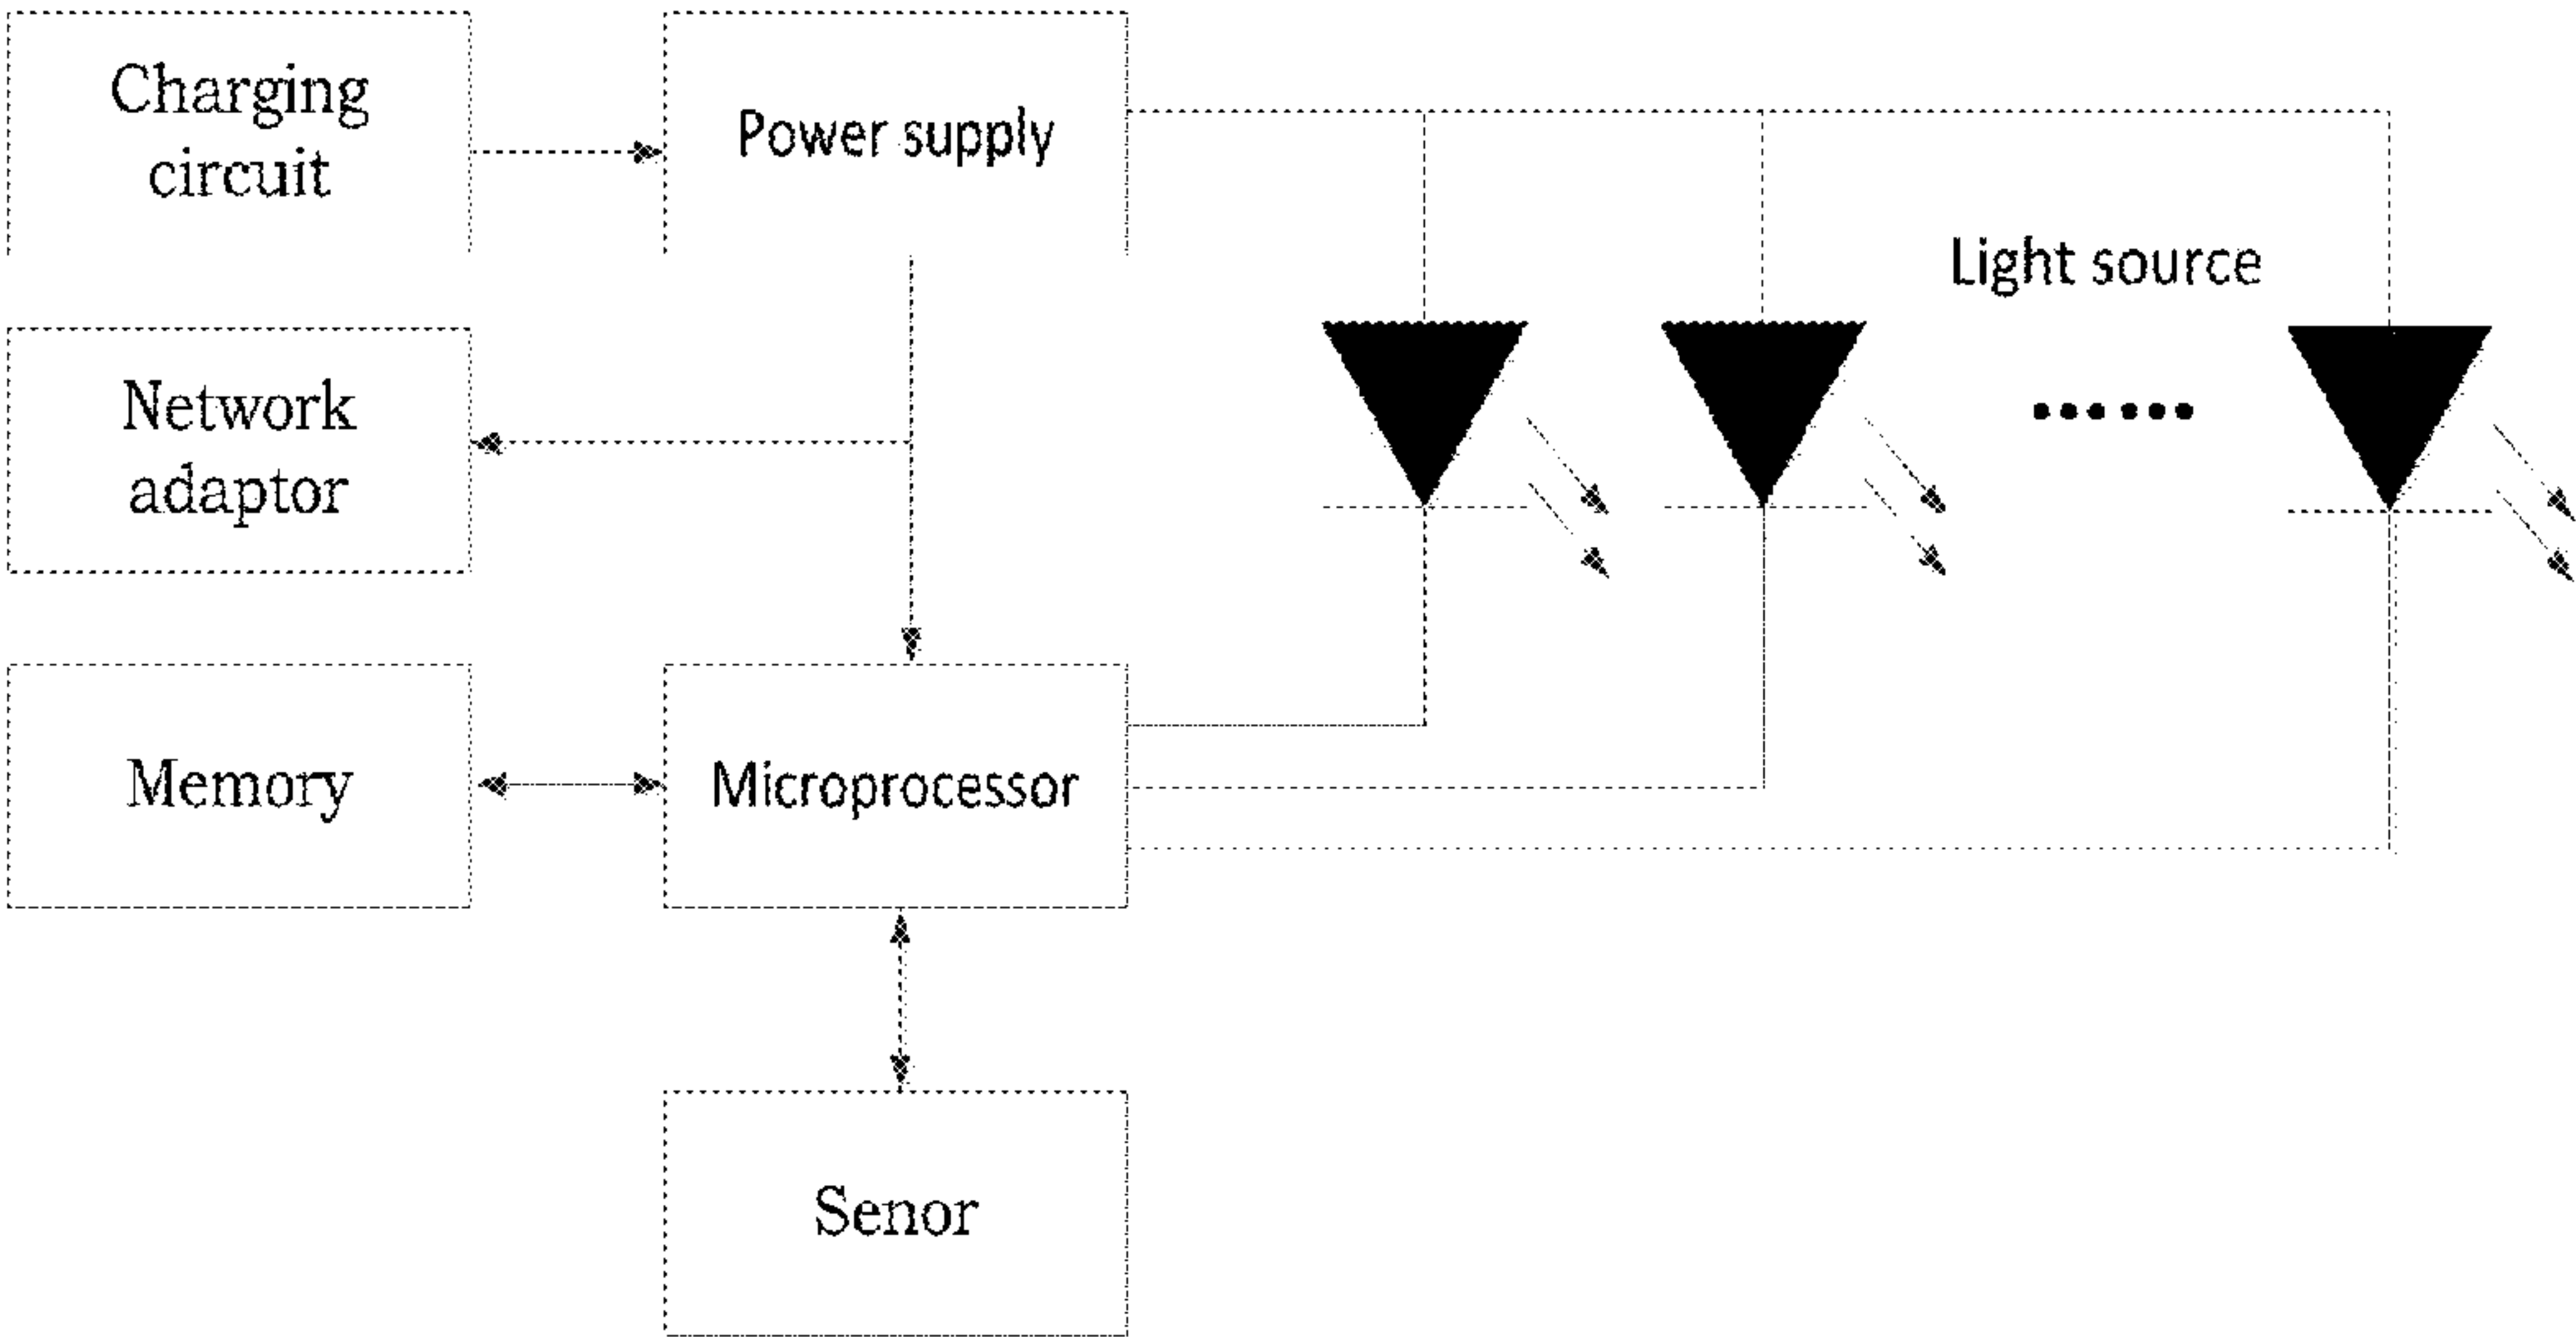 Charging
circuit
Power supply
Light source
Network
adaptor
Memory
Microprocessor
Senor